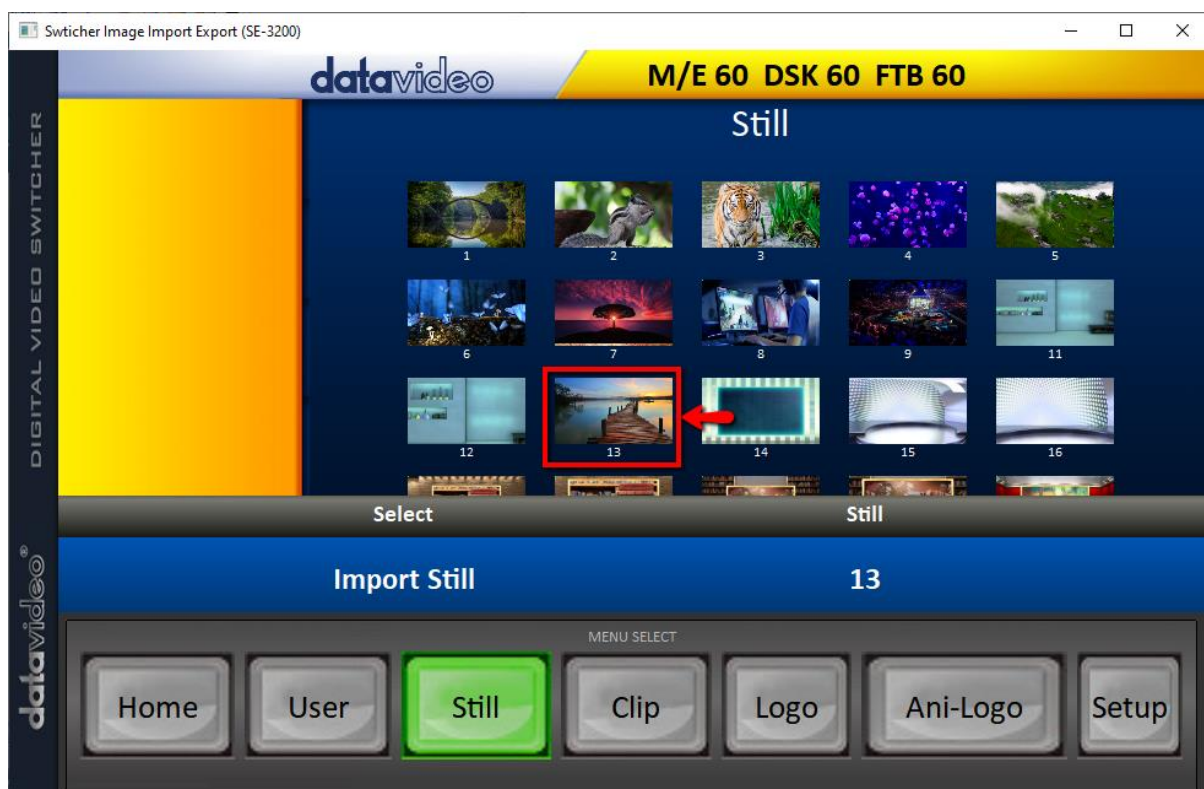 Swticher Image Import Export (SE-3200)
datavideo
M/E 60 DSK 60 FTB 60
Still
1 2 3 4 5
6 7 8 9 11
12 13 14 15 16
Select Still
Import Still 13
MENU SELECT
Home User Still Clip Logo Ani-Logo Setup
DIGITAL VIDEO SWITCHER
datavideo®